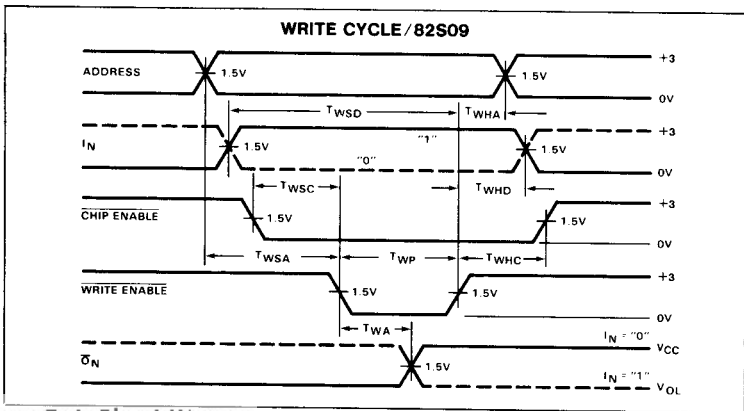 WRITE CYCLE/82S09
ADDRESS
1.5V
1.5V
+3
0V
TWSD
TWHA
IN
1.5V
"1"
"0"
1.5V
+3
0V
TWSC
TWHD
CHIP ENABLE
1.5V
1.5V
+3
0V
TWSA
TWP
TWHC
WRITE ENABLE
1.5V
1.5V
+3
0V
TWA
ŌN
1.5V
IN = "0"
VCC
IN = "1"
VOL